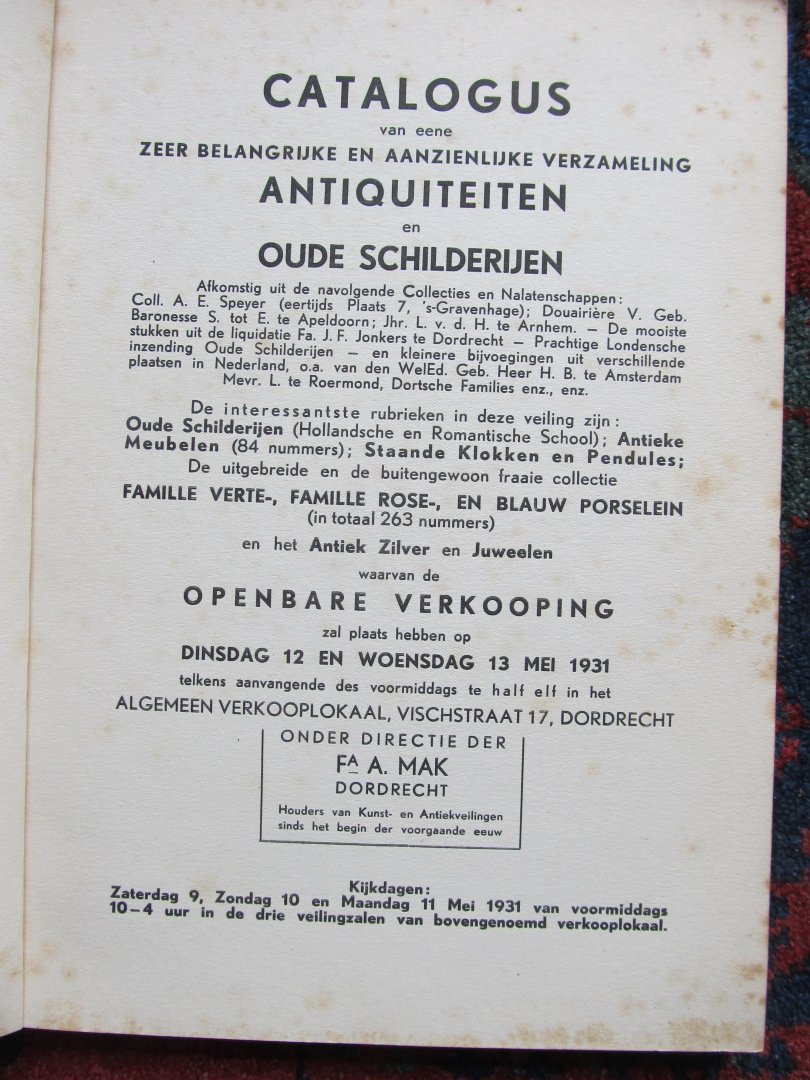 CATALOGUS
van eene
ZEER BELANGRIJKE EN AANZIENLIJKE VERZAMELING
ANTIQUITEITEN
en
OUDE SCHILDERIJEN
Afkomstig uit de navolgende Collecties en Nalatenschappen:
Coll. A. E. Speyer (eertijds Plaats 7, 's-Gravenhage); Douairière V. Geb.
Baronesse S. tot E. te Apeldoorn; Jhr. L. v. d. H. te Arnhem. – De mooiste
stukken uit de liquidatie Fa. J. F. Jonkers te Dordrecht – Prachtige Londensche
inzending Oude Schilderijen – en kleinere bijvoegingen uit verschillende
plaatsen in Nederland, o.a. van den WelEd. Geb. Heer H. B. te Amsterdam
Mevr. L. te Roermond, Dortsche Families enz., enz.
De interessantste rubrieken in deze veiling zijn:
Oude Schilderijen (Hollandsche en Romantische School); Antieke
Meubelen (84 nummers); Staande Klokken en Pendules;
De uitgebreide en de buitengewoon fraaie collectie
FAMILLE VERTE-, FAMILLE ROSE-, EN BLAUW PORSELEIN
(in totaal 263 nummers)
en het Antiek Zilver en Juweelen
waarvan de
OPENBARE VERKOOPING
zal plaats hebben op
DINSDAG 12 EN WOENSDAG 13 MEI 1931
telkens aanvangende des voormiddags te half elf in het
ALGEMEEN VERKOOPLOKAAL, VISCHSTRAAT 17, DORDRECHT
ONDER DIRECTIE DER
FA A. MAK
DORDRECHT
Houders van Kunst- en Antiekveilingen
sinds het begin der voorgaande eeuw
Kijkdagen:
Zaterdag 9, Zondag 10 en Maandag 11 Mei 1931 van voormiddags
10–4 uur in de drie veilingzalen van bovengenoemd verkooplokaal.